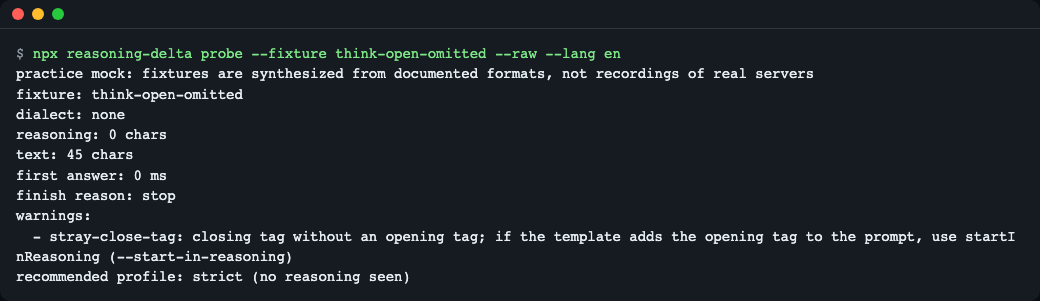 $ npx reasoning-delta probe --fixture think-open-omitted --raw --lang en
practice mock: fixtures are synthesized from documented formats, not recordings of real servers
fixture: think-open-omitted
dialect: none
reasoning: 0 chars
text: 45 chars
first answer: 0 ms
finish reason: stop
warnings:
  - stray-close-tag: closing tag without an opening tag; if the template adds the opening tag to the prompt, use startI
nReasoning (--start-in-reasoning)
recommended profile: strict (no reasoning seen)